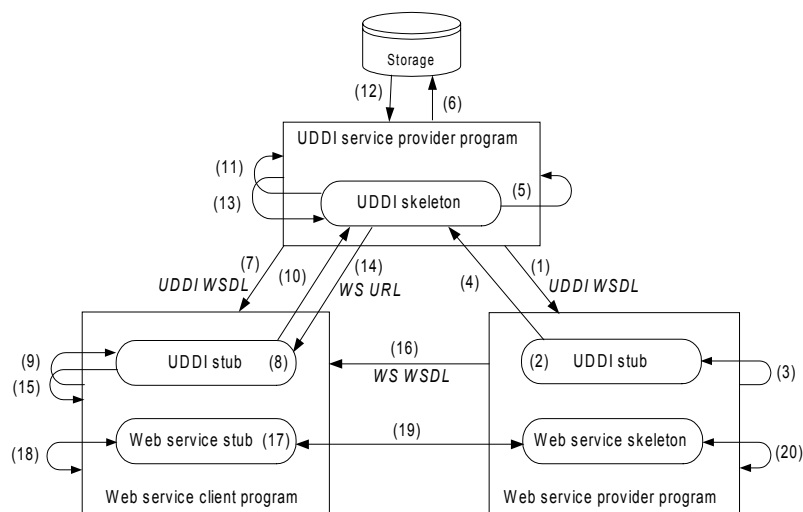 Storage
(12)
(6)
UDDI service provider program
(11)
(5)
UDDI skeleton
(13)
(7)
(10)
(14)
(4)
(1)
UDDI WSDL
WS URL
UDDI WSDL
(9)
UDDI stub
(8)
(16)
(2)
UDDI stub
(3)
(15)
WS WSDL
(18)
Web service stub
(17)
(19)
Web service skeleton
(20)
Web service client program
Web service provider program